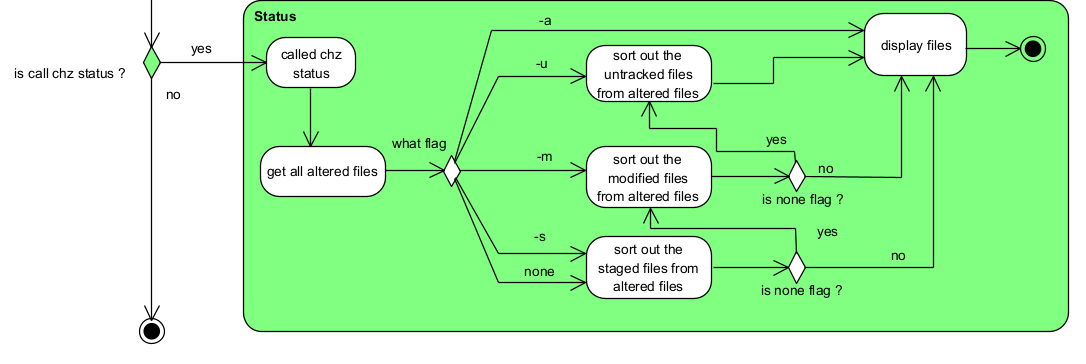 Status
-a
yes
called chz
status
sort out the
untracked files
from altered files
display files
-u
is call chz status ?
no
what flag
get all altered files
-m
sort out the
modified files
from altered files
yes
no
is none flag ?
-s
none
sort out the
staged files from
altered files
yes
no
is none flag ?